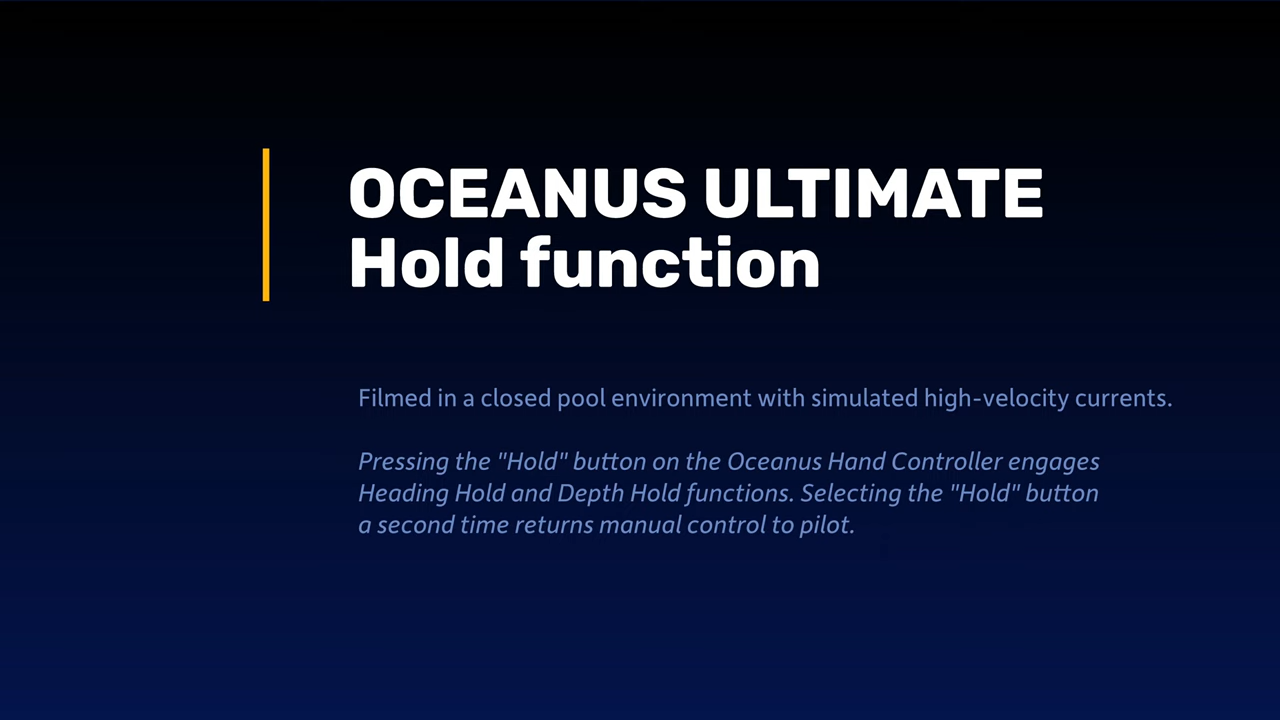 OCEANUS ULTIMATE
Hold function
Filmed in a closed pool environment with simulated high-velocity currents.
Pressing the "Hold" button on the Oceanus Hand Controller engages
Heading Hold and Depth Hold functions. Selecting the "Hold" button
a second time returns manual control to pilot.